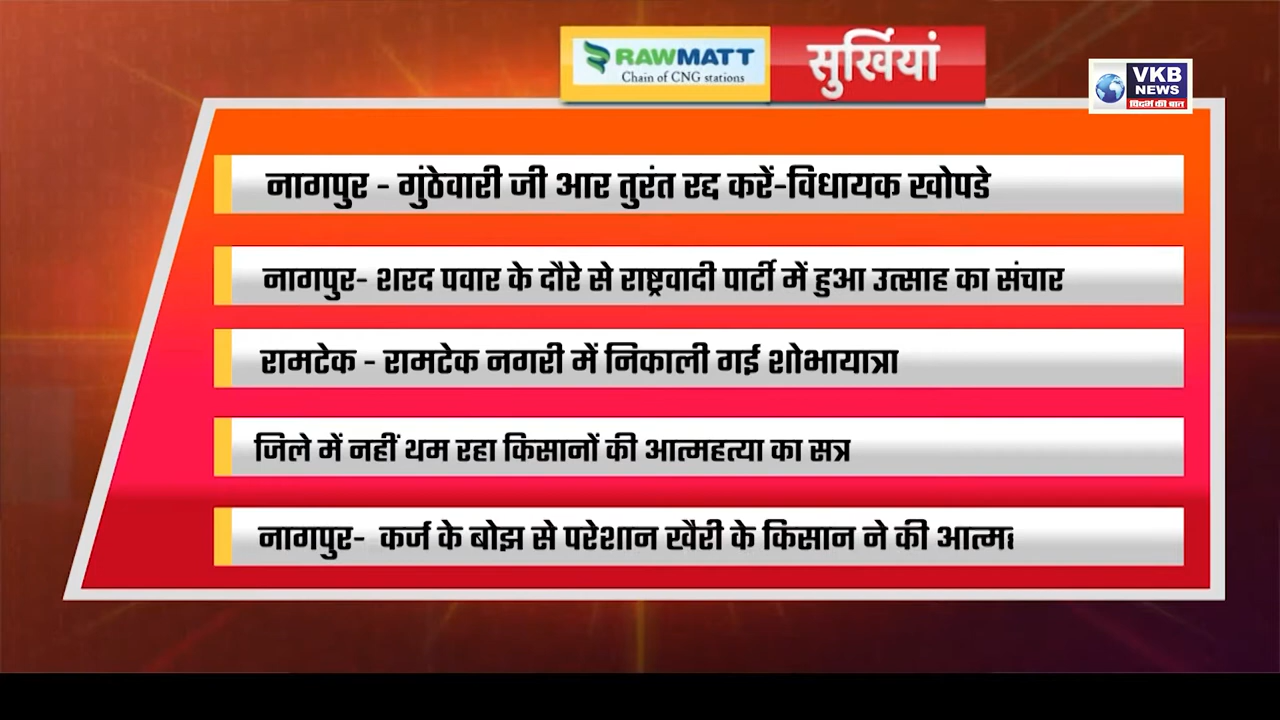 RAWMATT
Chain of CNG stations
सुर्खियां
VKB
NEWS
विदर्भ की बात
नागपुर - गुंठेवारी जी आर तुरंत रद्द करें-विधायक खोपडे
नागपुर- शरद पवार के दौरे से राष्ट्रवादी पार्टी में हुआ उत्साह का संचार
रामटेक - रामटेक नगरी में निकाली गई शोभायात्रा
जिले में नहीं थम रहा किसानों की आत्महत्या का सत्र
नागपुर- कर्ज के बोझ से परेशान खैरी के किसान ने की